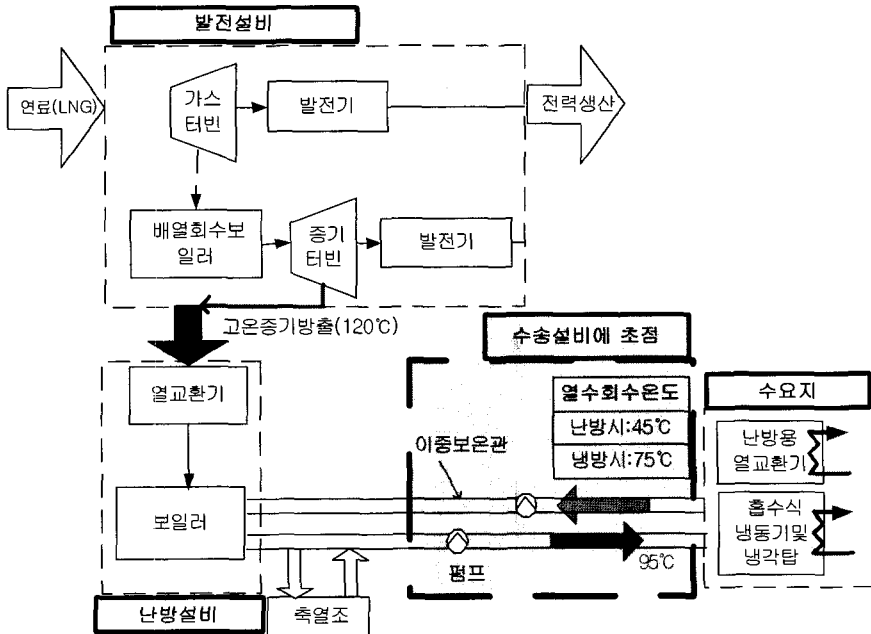 발전설비
연료(LNG)
가스
터빈
발전기
전력생산
배열회수보
일러
증기
터빈
발전기
고온증기방출(120℃)
수송설비에 초점
열교환기
열수회수온도
난방시:45℃
냉방시:75℃
수요지
이중보온관
난방용
열교환기
보일러
흡수식
냉동기및
냉각탑
펌프
95℃
난방설비
축열조